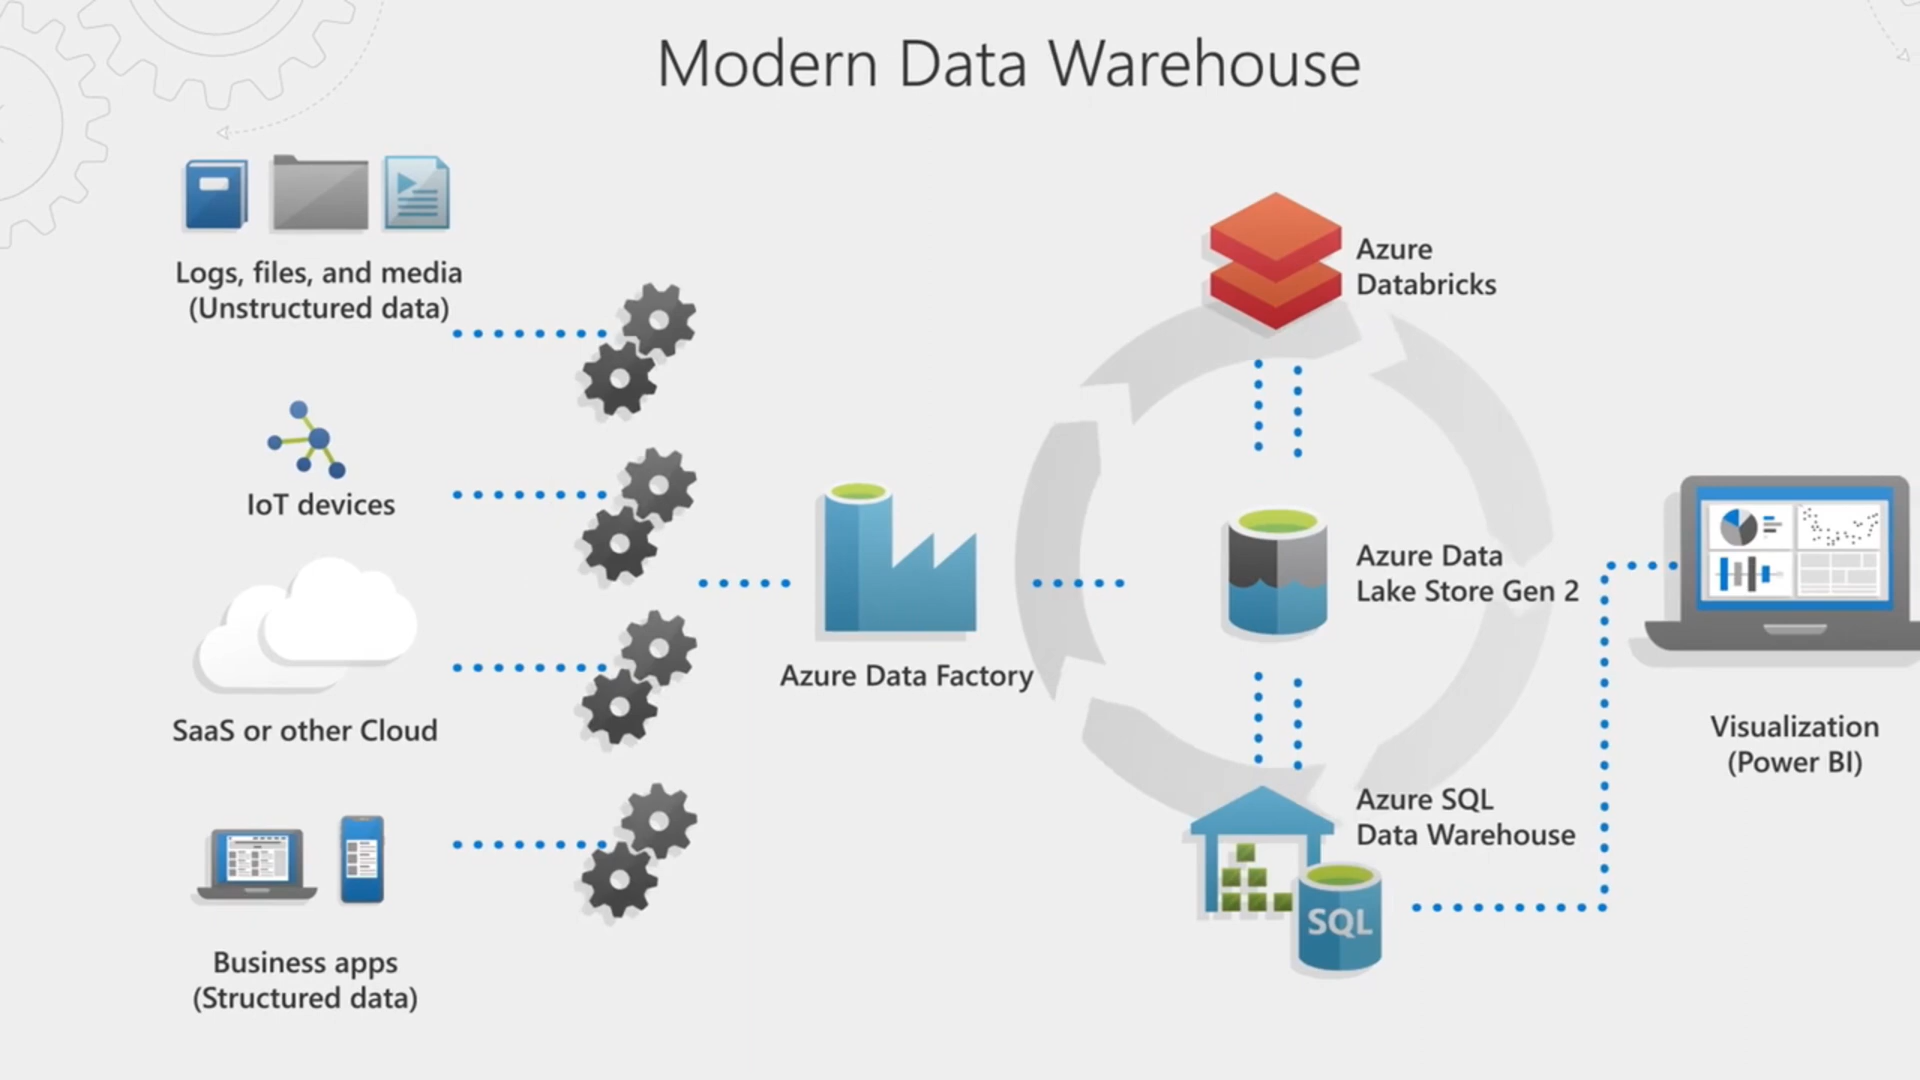 Modern Data Warehouse
Logs, files, and media
(Unstructured data)
IoT devices
SaaS or other Cloud
Business apps
(Structured data)
Azure Data Factory
Azure
Databricks
Azure Data
Lake Store Gen 2
Azure SQL
Data Warehouse
SQL
Visualization
(Power BI)